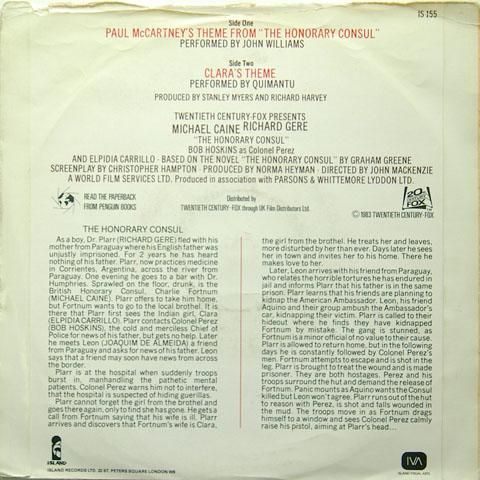 IS 155
Side One
PAUL McCARTNEY'S THEME FROM "THE HONORARY CONSUL"
PERFORMED BY JOHN WILLIAMS
Side Two
CLARA'S THEME
PERFORMED BY QUIMANTU
PRODUCED BY STANLEY MYERS AND RICHARD HARVEY
TWENTIETH CENTURY-FOX PRESENTS
MICHAEL CAINE RICHARD GERE
"THE HONORARY CONSUL"
BOB HOSKINS as Colonel Perez
AND ELPIDIA CARRILLO · BASED ON THE NOVEL "THE HONORARY CONSUL" BY GRAHAM GREENE
SCREENPLAY BY CHRISTOPHER HAMPTON · PRODUCED BY NORMA HEYMAN · DIRECTED BY JOHN MACKENZIE
A WORLD FILM SERVICES LTD. Produced in association with PARSONS & WHITTEMORE LYDDON LTD.
READ THE PAPERBACK
FROM PENGUIN BOOKS
Distributed by
TWENTIETH CENTURY-FOX through UK Film Distributors Ltd.
20
CENTURY
FOX
© 1983 TWENTIETH CENTURY-FOX
THE HONORARY CONSUL
As a boy, Dr. Plarr (RICHARD GERE) fled with his
mother from Paraguay where his English father was
unjustly imprisoned. For 2 years he has heard
nothing of his father. Plarr, now practices medicine
in Corrientes, Argentina, across the river from
Paraguay. One evening he goes to a bar with Dr.
Humphries. Sprawled on the floor, drunk, is the
British Honorary Consul, Charlie Fortnum
(MICHAEL CAINE). Plarr offers to take him home,
but Fortnum wants to go to the local brothel. It is
there that Plarr first sees the Indian girl, Clara
(ELPIDIA CARRILLO). Plarr contacts Colonel Perez
(BOB HOSKINS), the cold and merciless Chief of
Police for news of his father, but gets no help. Later
he meets Leon (JOAQUIM DE ALMEIDA) a friend
from Paraguay and asks for news of his father. Leon
says that a friend may soon have news from across
the border.
Plarr is at the hospital when suddenly troops
burst in, manhandling the pathetic mental
patients. Colonel Perez warns him not to interfere,
that the hospital is suspected of hiding guerillas.
Plarr cannot forget the girl from the brothel and
goes there again, only to find she has gone. He gets a
call from Fortnum saying that his wife is ill. Plarr
arrives and discovers that Fortnum's wife is Clara,
the girl from the brothel. He treats her and leaves,
more disturbed by her than ever. Days later he sees
her in town and invites her to his home. There he
makes love to her.
Later, Leon arrives with his friend from Paraguay,
who relates the horrible tortures he has endured in
jail and informs Plarr that his father is in the same
prison. Plarr learns that his friends are planning to
kidnap the American Ambassador. Leon, his friend
Aquino and their group ambush the Ambassador's
car, kidnapping their victim. Plarr is called to their
hideout where he finds they have kidnapped
Fortnum by mistake. The gang is stunned, as
Fortnum is a minor official of no value to their cause.
Plarr is allowed to return home, but in the following
days he is constantly followed by Colonel Perez's
men. Fortnum attempts to escape and is shot in the
leg. Plarr is brought to treat the wound and is made
prisoner. They are both hostages. Perez and his
troops surround the hut and demand the release of
Fortnum. Panic mounts as Aquino wants the Consul
killed but Leon won't agree. Plarr runs out of the hut
to reason with Perez, is shot and falls wounded in
the mud. The troops move in as Fortnum drags
himself to a window and sees Colonel Perez calmly
raise his pistol, aiming at Plarr's head....
ISLAND
ISLAND RECORDS LTD. 22 ST. PETERS SQUARE LONDON W6
IVA
ISLAND VISUAL ARTS